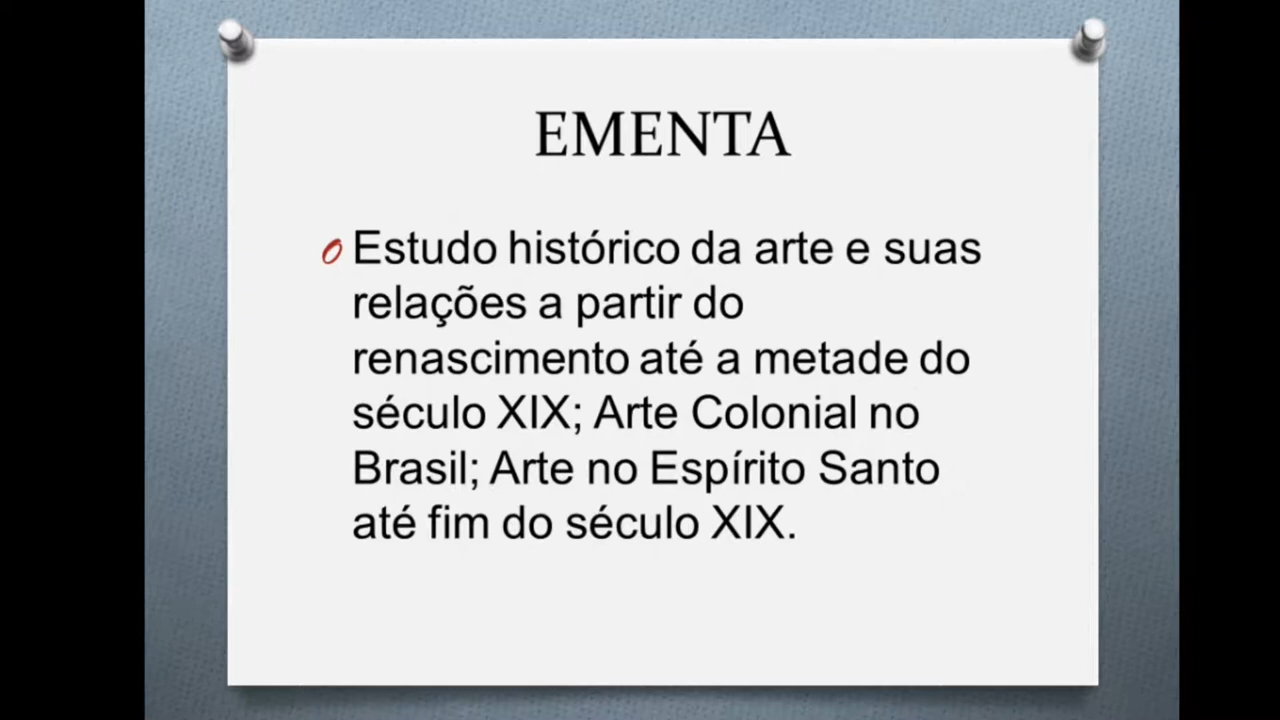 EMENTA
Estudo histórico da arte e suas
relações a partir do
renascimento até a metade do
século XIX; Arte Colonial no
Brasil; Arte no Espírito Santo
até fim do século XIX.